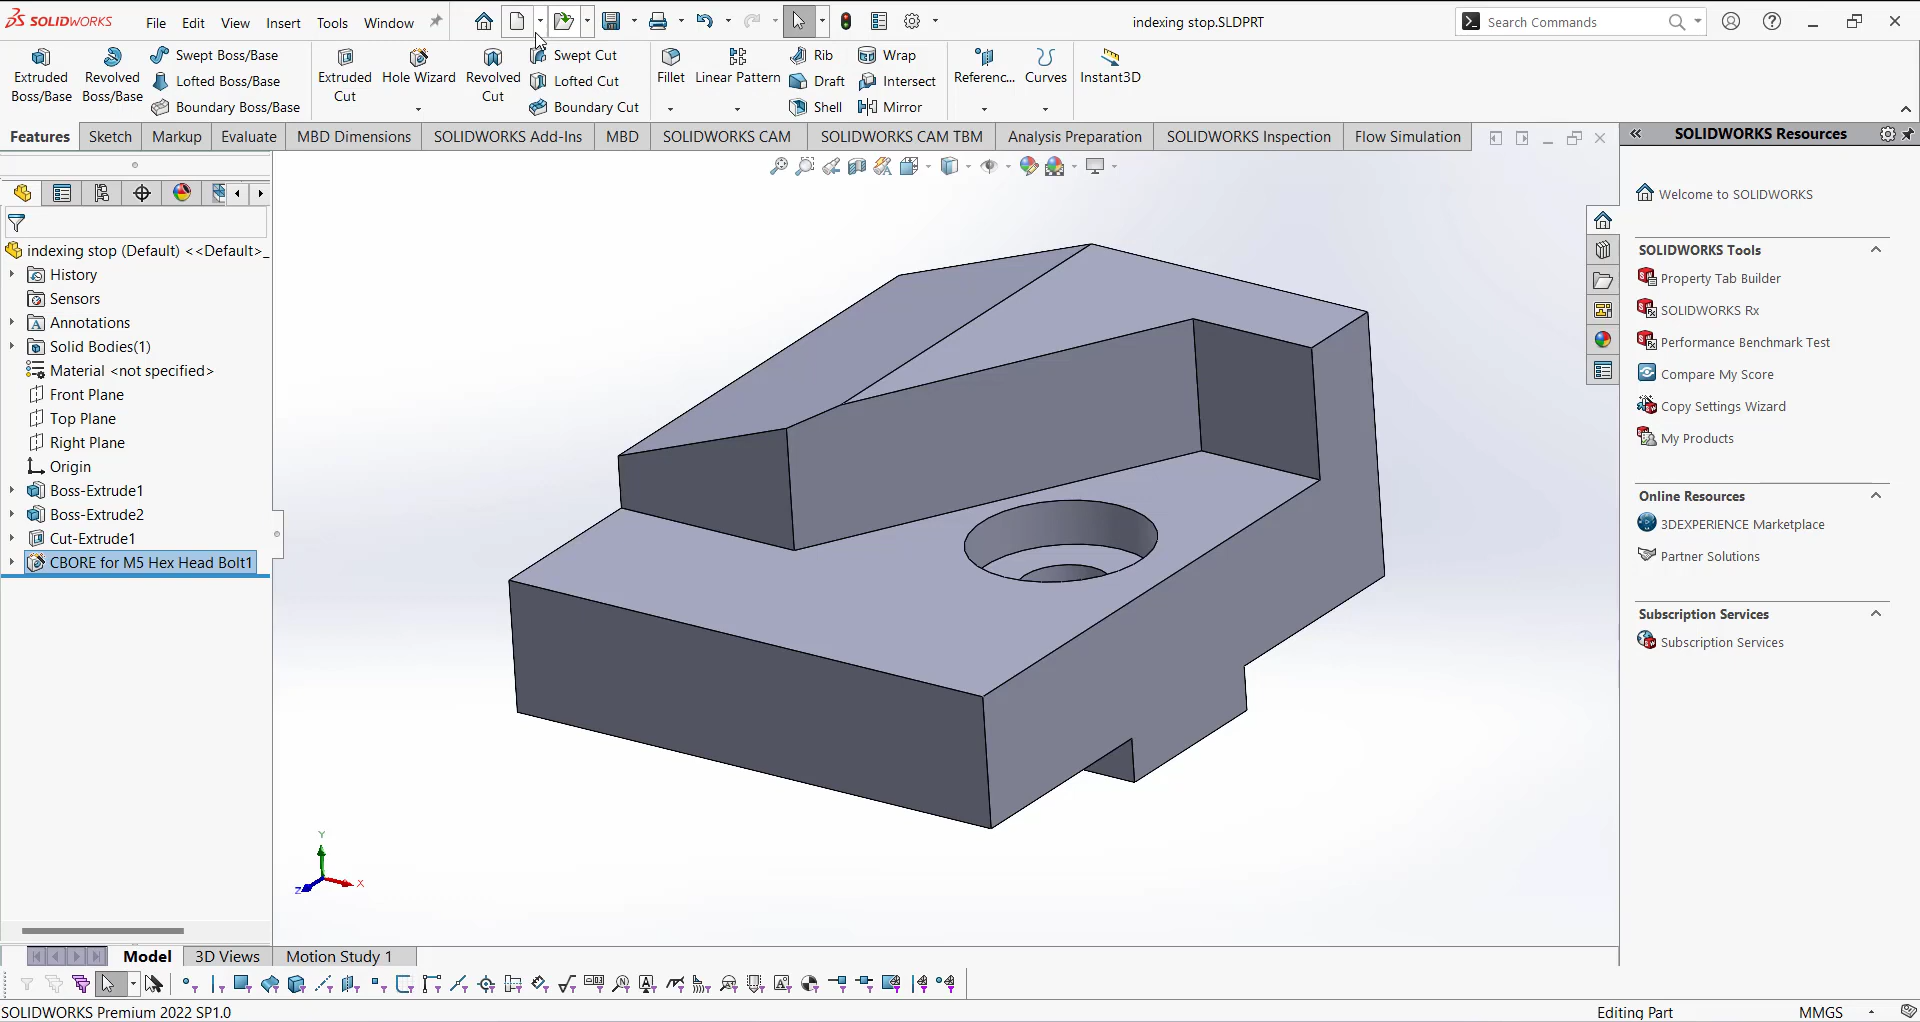 SOLIDWORKS File Edit View Insert Tools Window indexing stop.SLDPRT Search Commands
Extruded Boss/Base
Revolved Boss/Base
Swept Boss/Base
Lofted Boss/Base
Boundary Boss/Base
Extruded Cut
Hole Wizard
Revolved Cut
Swept Cut
Lofted Cut
Boundary Cut
Fillet
Linear Pattern
Rib
Draft
Shell
Wrap
Intersect
Mirror
Referenc...
Curves
Instant3D
Features Sketch Markup Evaluate MBD Dimensions SOLIDWORKS Add-Ins MBD SOLIDWORKS CAM SOLIDWORKS CAM TBM Analysis Preparation SOLIDWORKS Inspection Flow Simulation
indexing stop (Default) <<Default>_
History
Sensors
Annotations
Solid Bodies(1)
Material <not specified>
Front Plane
Top Plane
Right Plane
Origin
Boss-Extrude1
Boss-Extrude2
Cut-Extrude1
CBORE for M5 Hex Head Bolt1
Y
X
Z
SOLIDWORKS Resources
Welcome to SOLIDWORKS
SOLIDWORKS Tools
Property Tab Builder
SOLIDWORKS Rx
Performance Benchmark Test
Compare My Score
Copy Settings Wizard
My Products
Online Resources
3DEXPERIENCE Marketplace
Partner Solutions
Subscription Services
Subscription Services
Model 3D Views Motion Study 1
SOLIDWORKS Premium 2022 SP1.0 Editing Part MMGS